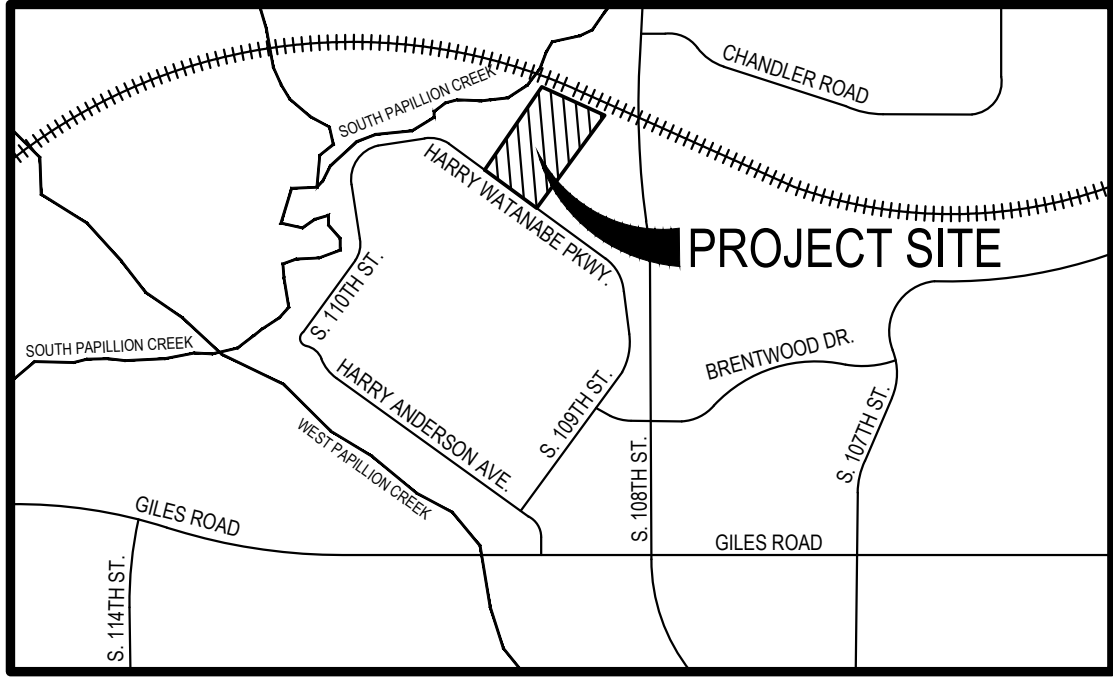 CHANDLER ROAD
SOUTH PAPILLION CREEK
HARRY WATANABE PKWY.
PROJECT SITE
S. 110TH ST.
SOUTH PAPILLION CREEK
BRENTWOOD DR.
HARRY ANDERSON AVE.
S. 109TH ST.
S. 107TH ST.
WEST PAPILLION CREEK
S. 108TH ST.
GILES ROAD
GILES ROAD
S. 114TH ST.